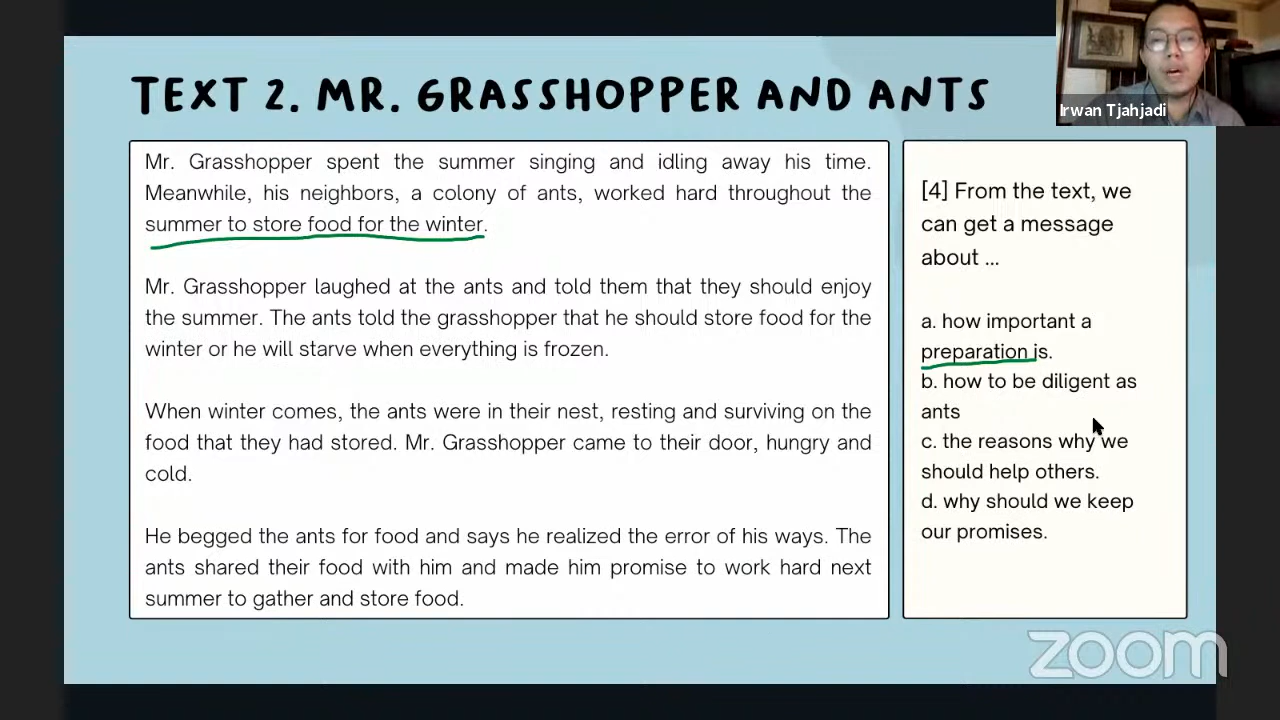 TEXT 2. MR. GRASSHOPPER AND ANTS
Irwan Tjahjadi
Mr. Grasshopper spent the summer singing and idling away his time.
Meanwhile, his neighbors, a colony of ants, worked hard throughout the
summer to store food for the winter.
Mr. Grasshopper laughed at the ants and told them that they should enjoy
the summer. The ants told the grasshopper that he should store food for the
winter or he will starve when everything is frozen.
When winter comes, the ants were in their nest, resting and surviving on the
food that they had stored. Mr. Grasshopper came to their door, hungry and
cold.
He begged the ants for food and says he realized the error of his ways. The
ants shared their food with him and made him promise to work hard next
summer to gather and store food.
[4] From the text, we
can get a message
about ...
a. how important a
preparation is.
b. how to be diligent as
ants
c. the reasons why we
should help others.
d. why should we keep
our promises.
zoom